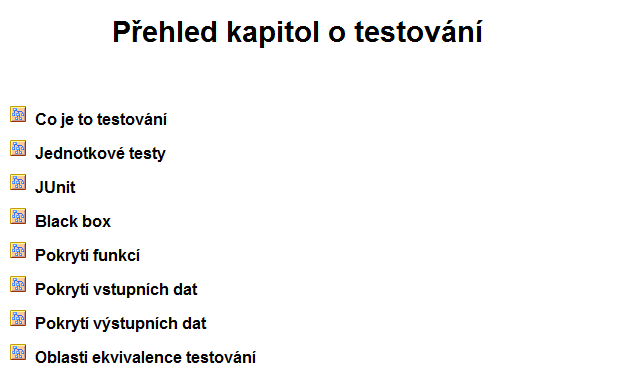 Přehled kapitol o testování
Co je to testování
Jednotkové testy
JUnit
Black box
Pokrytí funkcí
Pokrytí vstupních dat
Pokrytí výstupních dat
Oblasti ekvivalence testování